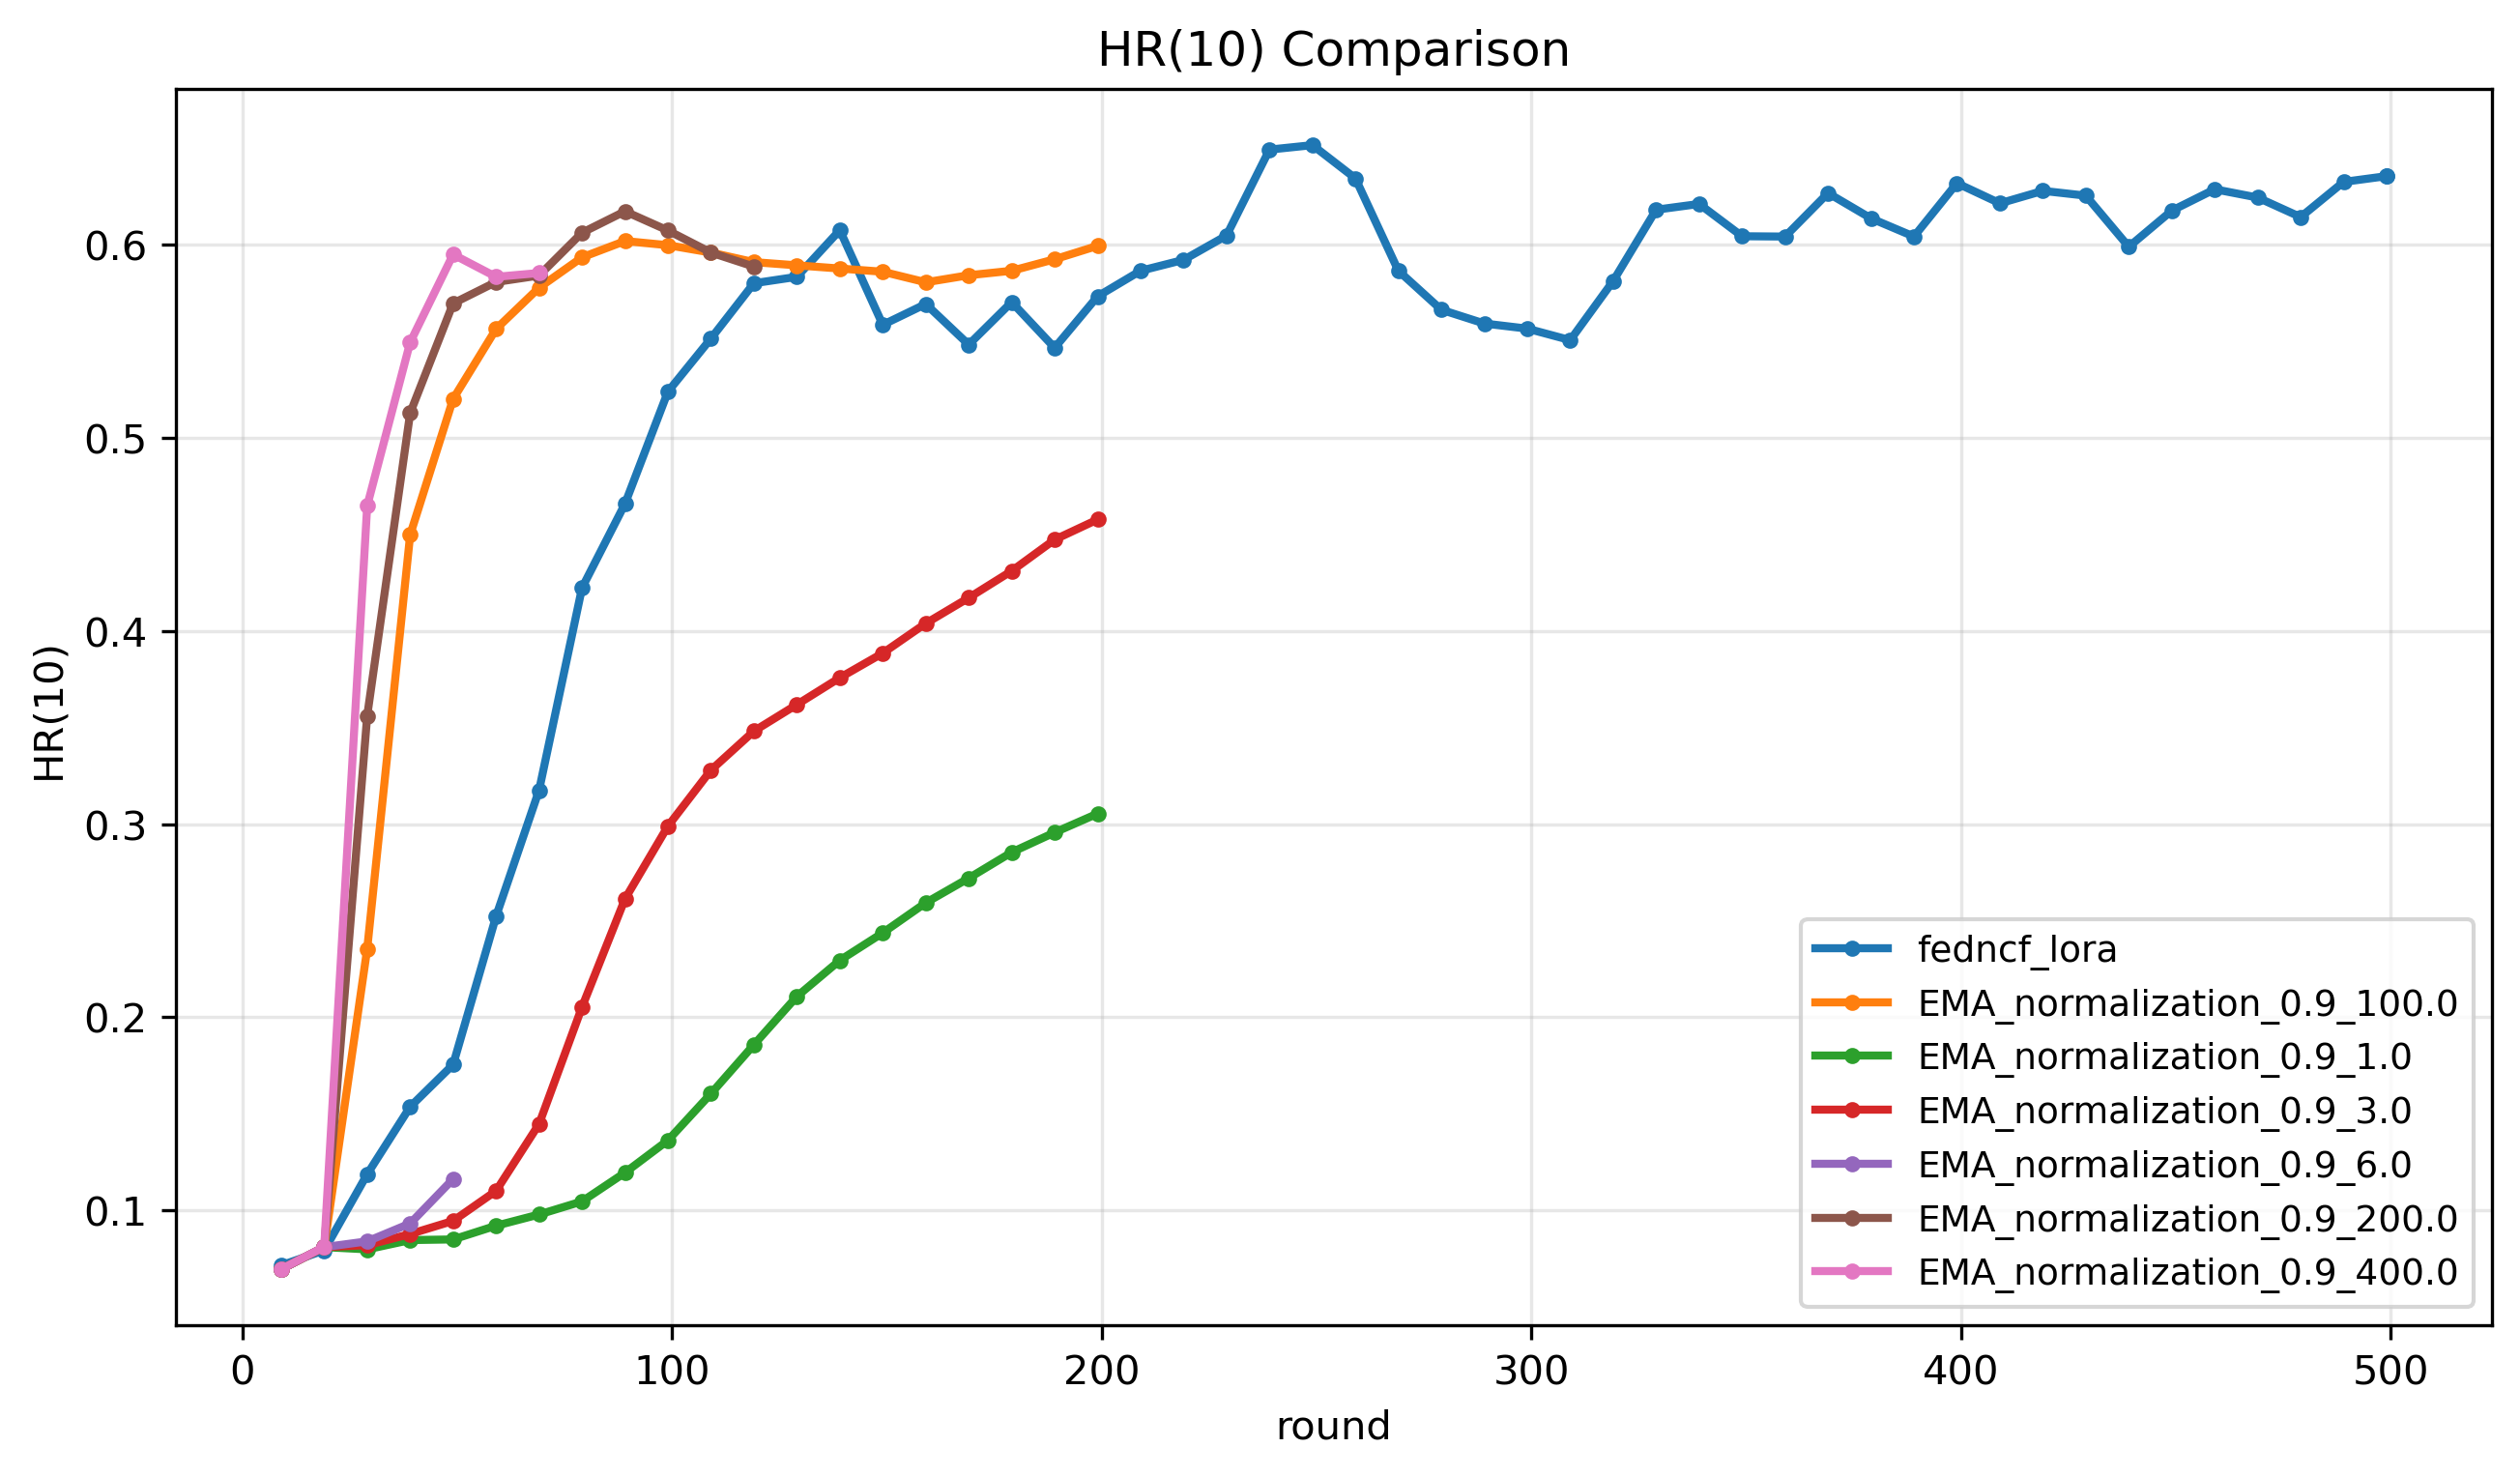 HR(10) Comparison
HR(10)
0.6
0.5
0.4
0.3
0.2
0.1
0 100 200 300 400 500
round
fedncf_lora
EMA_normalization_0.9_100.0
EMA_normalization_0.9_1.0
EMA_normalization_0.9_3.0
EMA_normalization_0.9_6.0
EMA_normalization_0.9_200.0
EMA_normalization_0.9_400.0